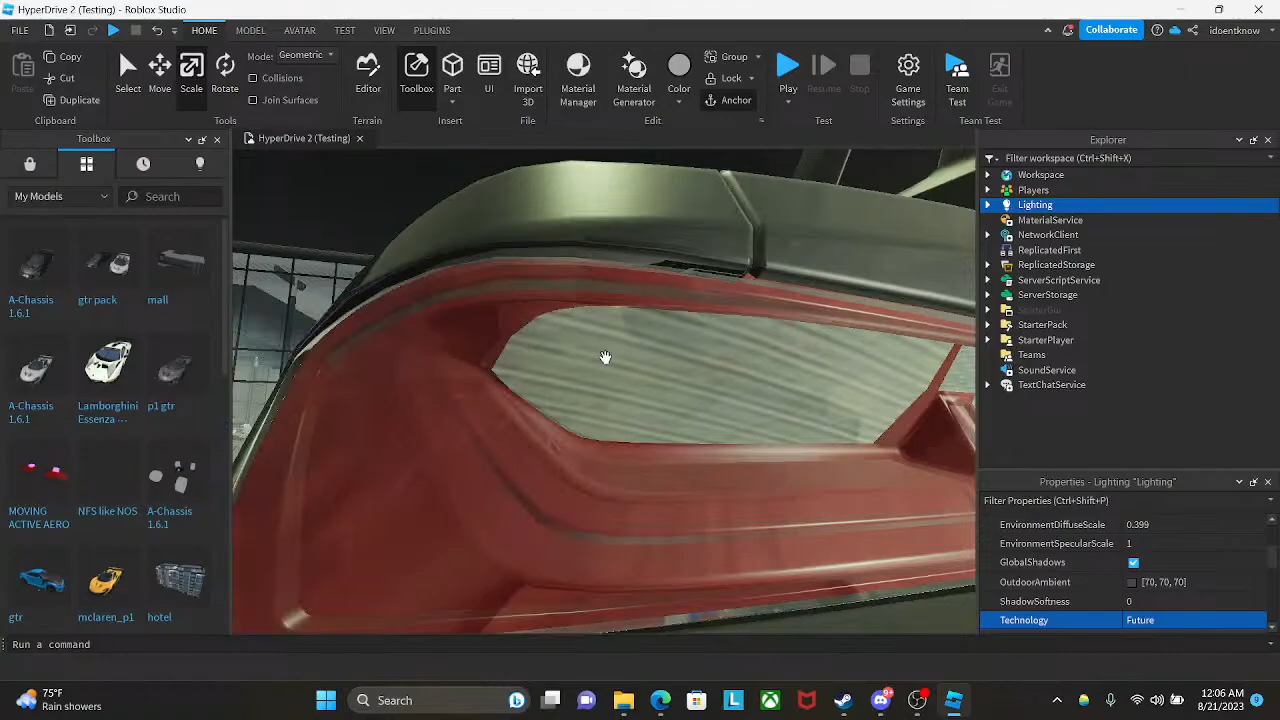 HyperDrive 2 (Testing) - Roblox Studio
FILE HOME MODEL AVATAR TEST VIEW PLUGINS Collaborate idoentknow
Copy Mode: Geometric Group
Cut Collisions Lock
Paste Duplicate Select Move Scale Rotate Join Surfaces Editor Toolbox Part UI Import 3D Material Manager Material Generator Color Anchor Play Resume Stop Game Settings Team Test Exit Game
Clipboard Tools Terrain Insert File Edit Test Settings Team Test
Toolbox HyperDrive 2 (Testing) Explorer
Filter workspace (Ctrl+Shift+X)
My Models Search
Workspace
Players
Lighting
MaterialService
NetworkClient
ReplicatedFirst
ReplicatedStorage
ServerScriptService
ServerStorage
StarterGui
StarterPack
StarterPlayer
Teams
SoundService
TextChatService
A-Chassis 1.6.1
gtr pack
mall
A-Chassis 1.6.1
Lamborghini Essenza ---
p1 gtr
MOVING ACTIVE AERO
NFS like NOS
A-Chassis 1.6.1
gtr
mclaren_p1
hotel
Properties - Lighting "Lighting"
Filter Properties (Ctrl+Shift+P)
EnvironmentDiffuseScale 0.399
EnvironmentSpecularScale 1
GlobalShadows
OutdoorAmbient [70, 70, 70]
ShadowSoftness 0
Technology Future
Run a command
75°F
Rain showers
Search
L
9+
12:06 AM
8/21/2023
9